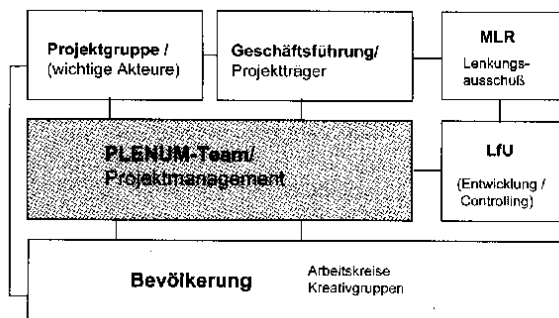 Projektgruppe /
(wichtige Akteure)
Geschäftsführung/
Projektträger
MLR
Lenkungs-
ausschuß
PLENUM-Team/
Projektmanagement
LfU
(Entwicklung /
Controlling)
Bevölkerung
Arbeitskreise
Kreativgruppen